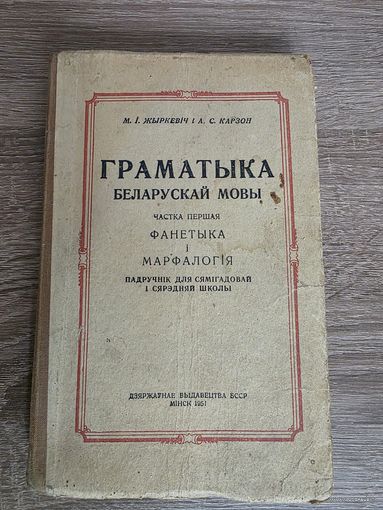 М. І. ЖЫРКЕВІЧ І А. С. КАРЗОН
ГРАМАТЫКА
БЕЛАРУСКАЙ МОВЫ
ЧАСТКА ПЕРШАЯ
ФАНЕТЫКА
І
МАРФАЛОГІЯ
ПАДРУЧНІК ДЛЯ СЯМІГАДОВАЙ
І СЯРЭДНЯЙ ШКОЛЫ
ДЗЯРЖАЎНАЕ ВЫДАВЕЦТВА БССР
МІНСК 1951